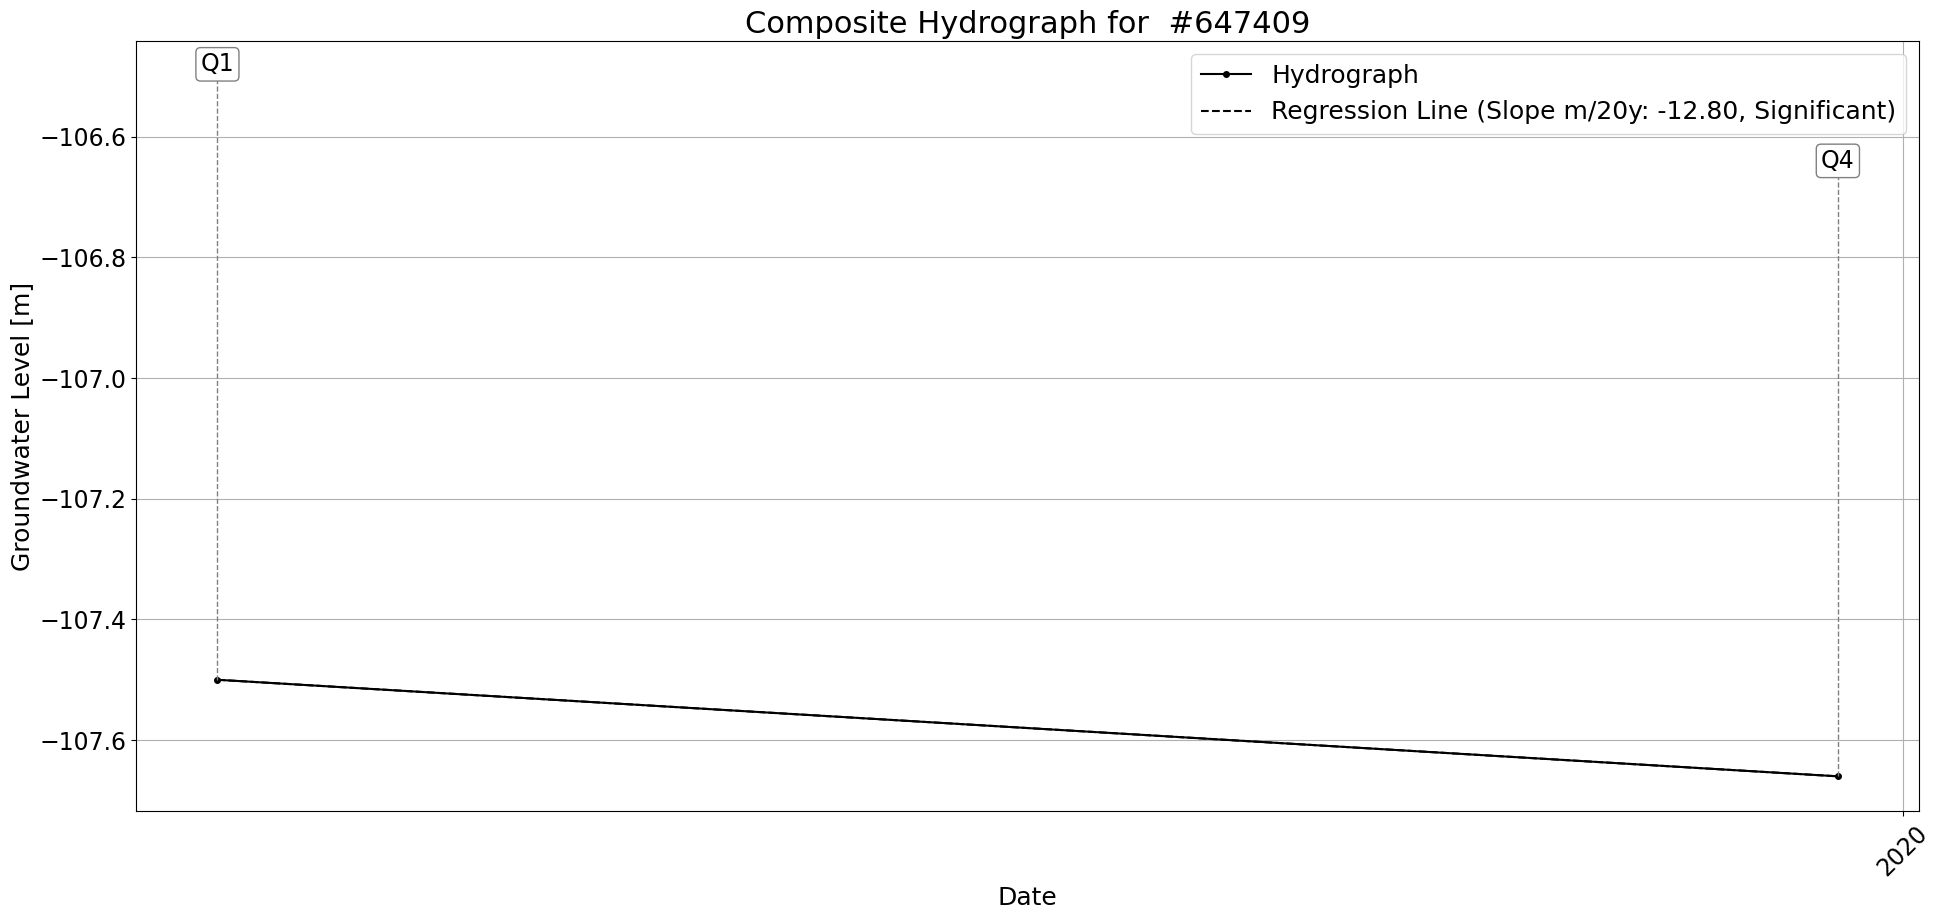 Composite Hydrograph for  #647409
Q1
Hydrograph
Regression Line (Slope m/20y: -12.80, Significant)
Q4
−106.6
−106.8
−107.0
−107.2
−107.4
−107.6
Groundwater Level [m]
2020
Date